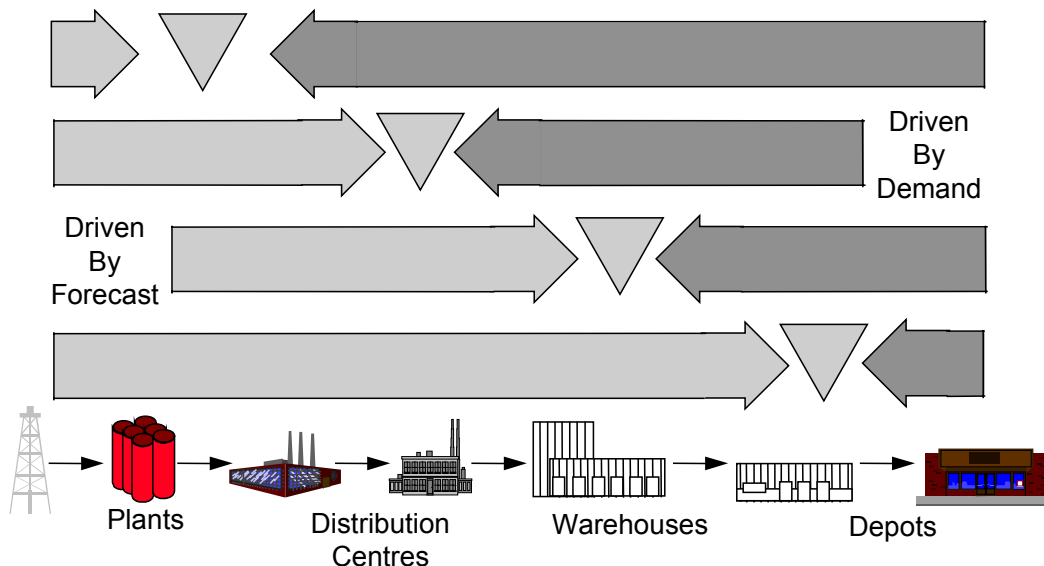 Driven
By
Demand
Driven
By
Forecast
Plants
Distribution
Centres
Warehouses
Depots